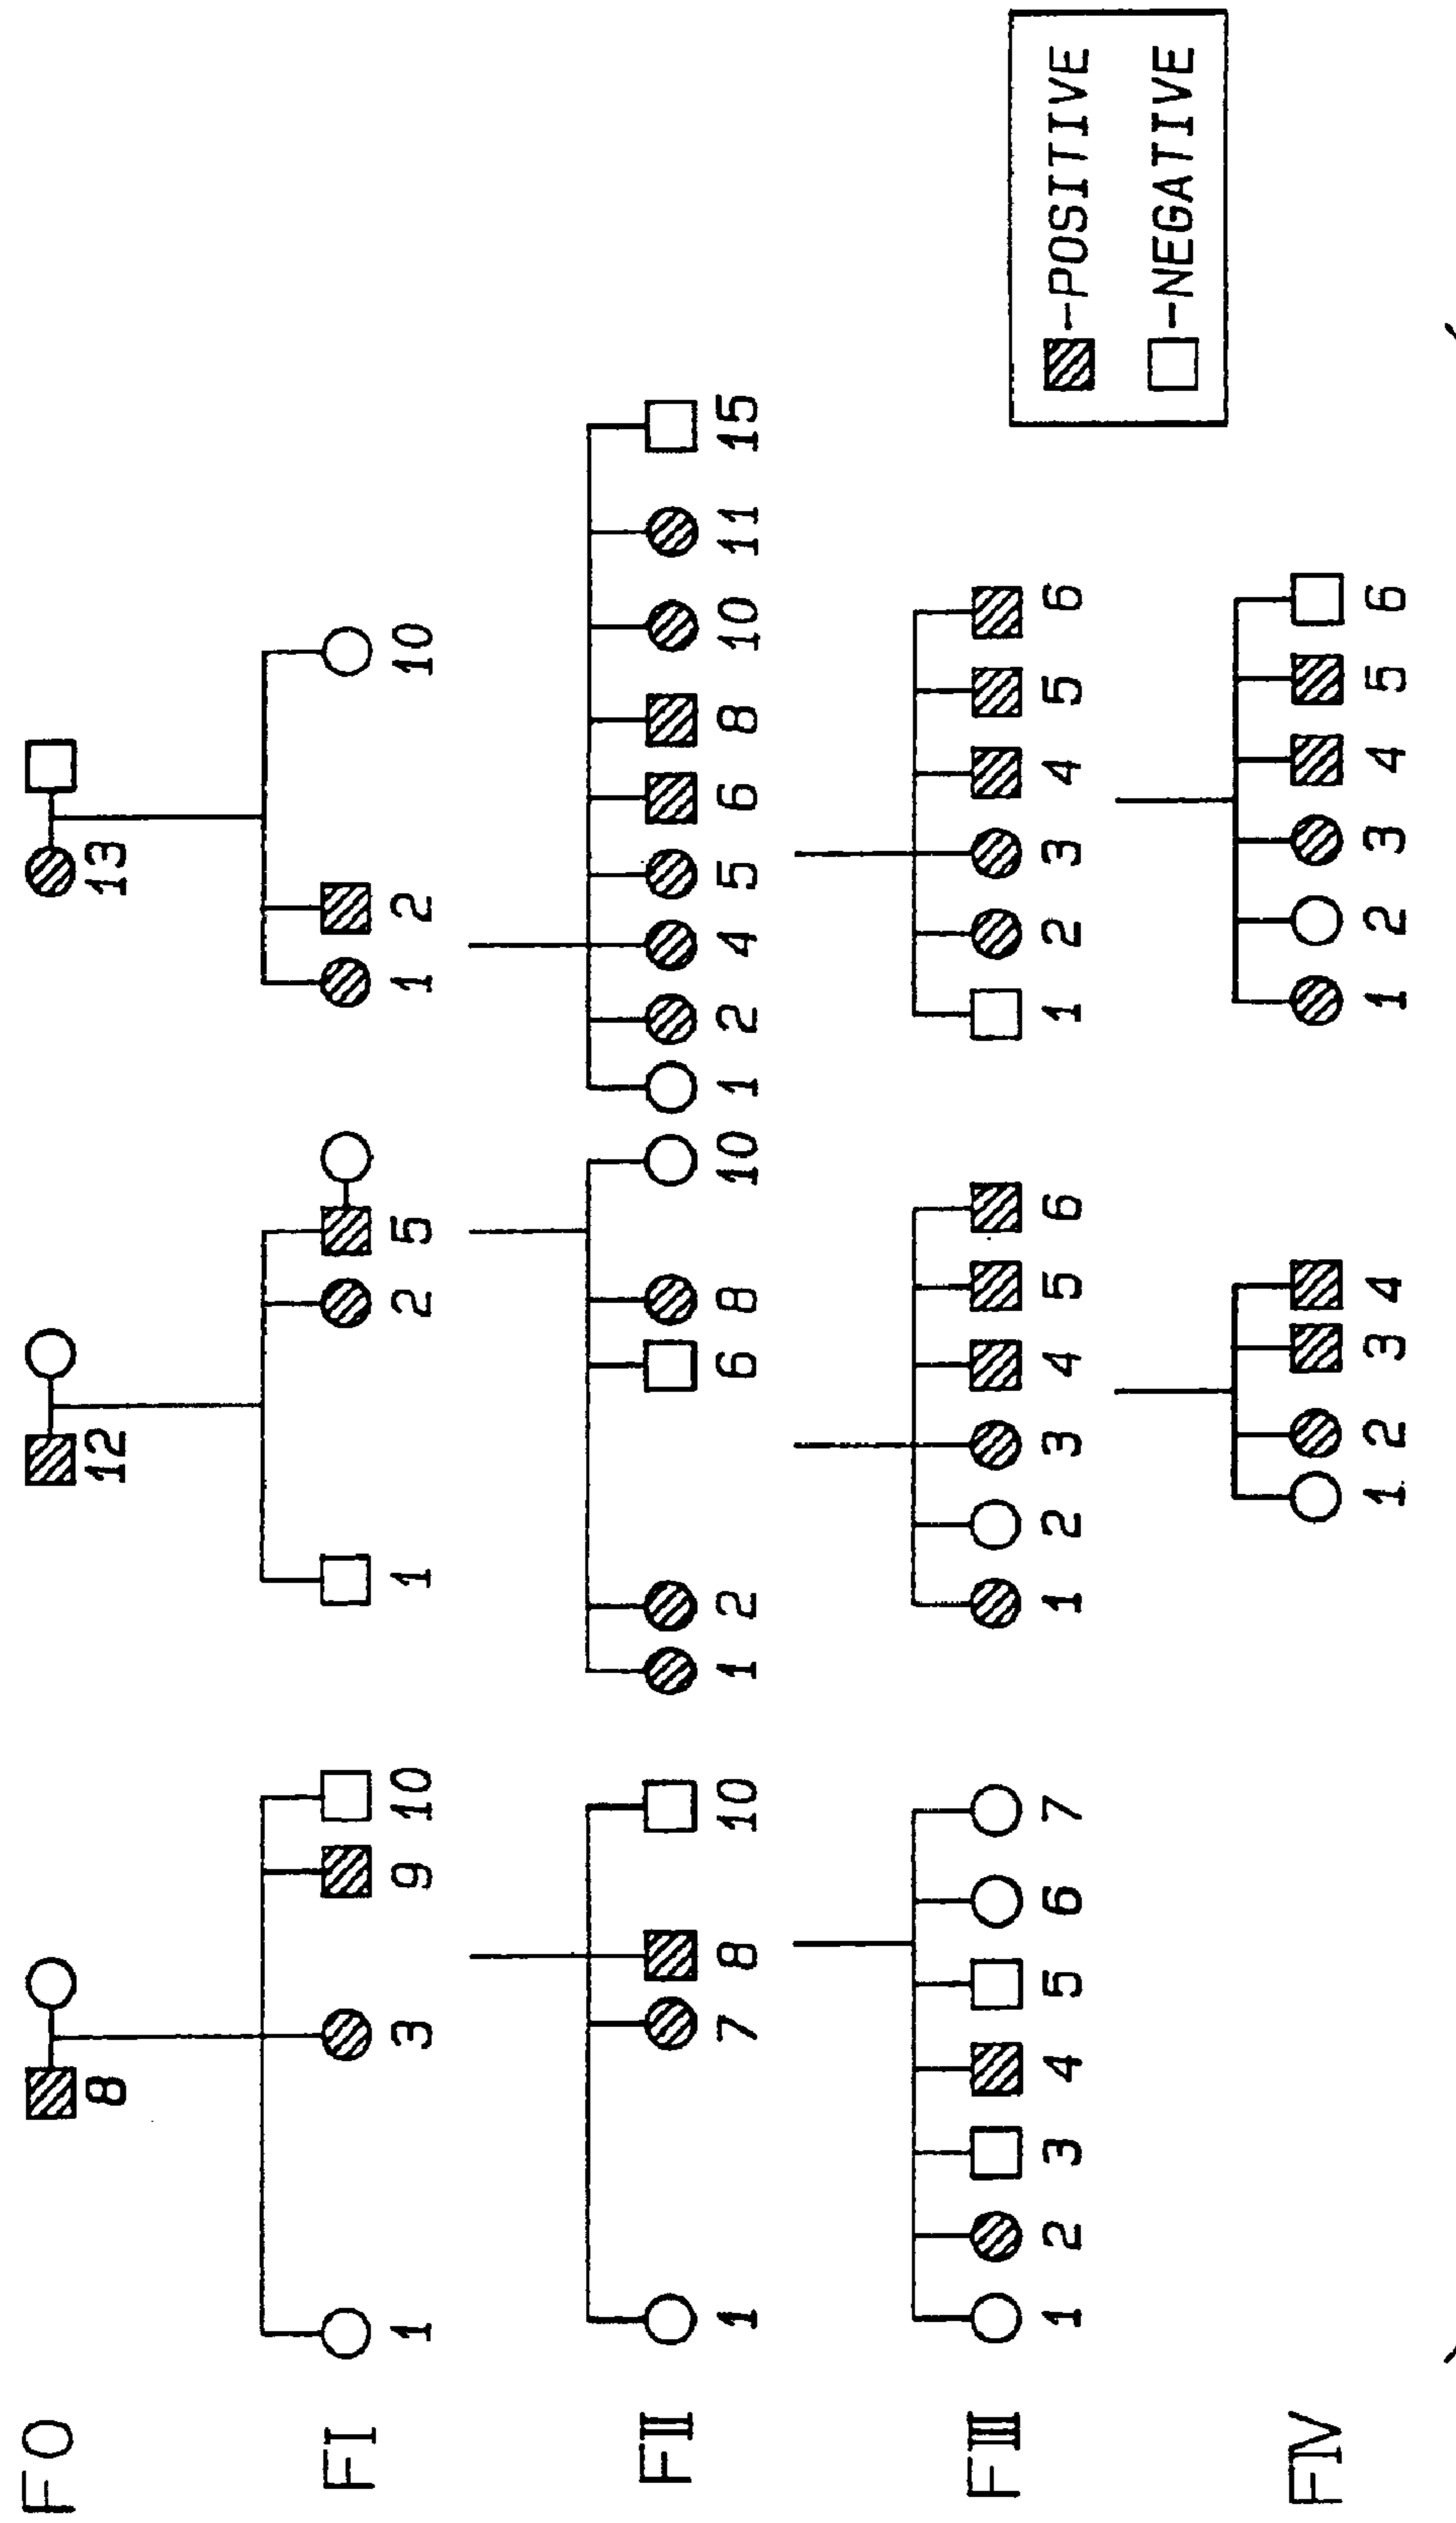 FO
8
12
13
FI
1 3 9 10
1 2 5
1 2 10
FII
1 7 8 10
1 2 6 8 10
1 2 4 5 6 8 10 11 15
FIII
1 2 3 4 5 6 7
1 2 3 4 5 6
1 2 3 4 5 6
FIV
1 2 3 4
1 2 3 4 5 6
-POSITIVE
-NEGATIVE